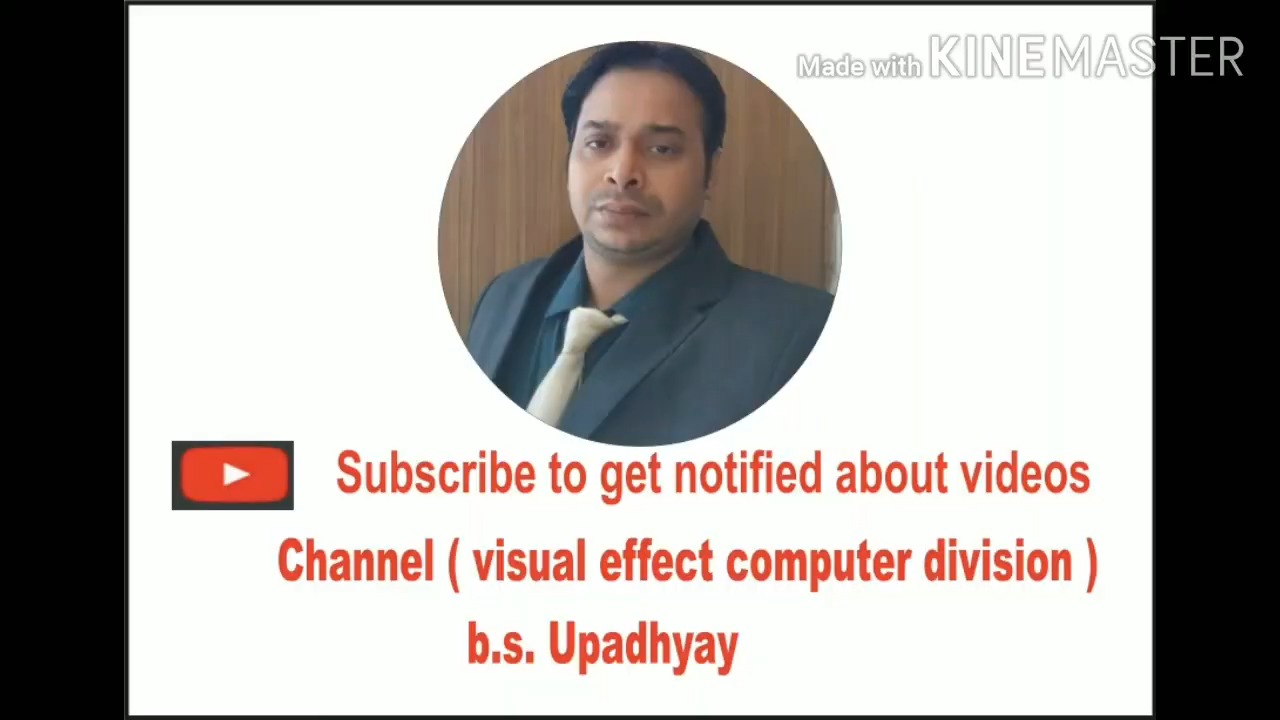 Made with KINEMASTER
Subscribe to get notified about videos
Channel ( visual effect computer division )
b.s. Upadhyay